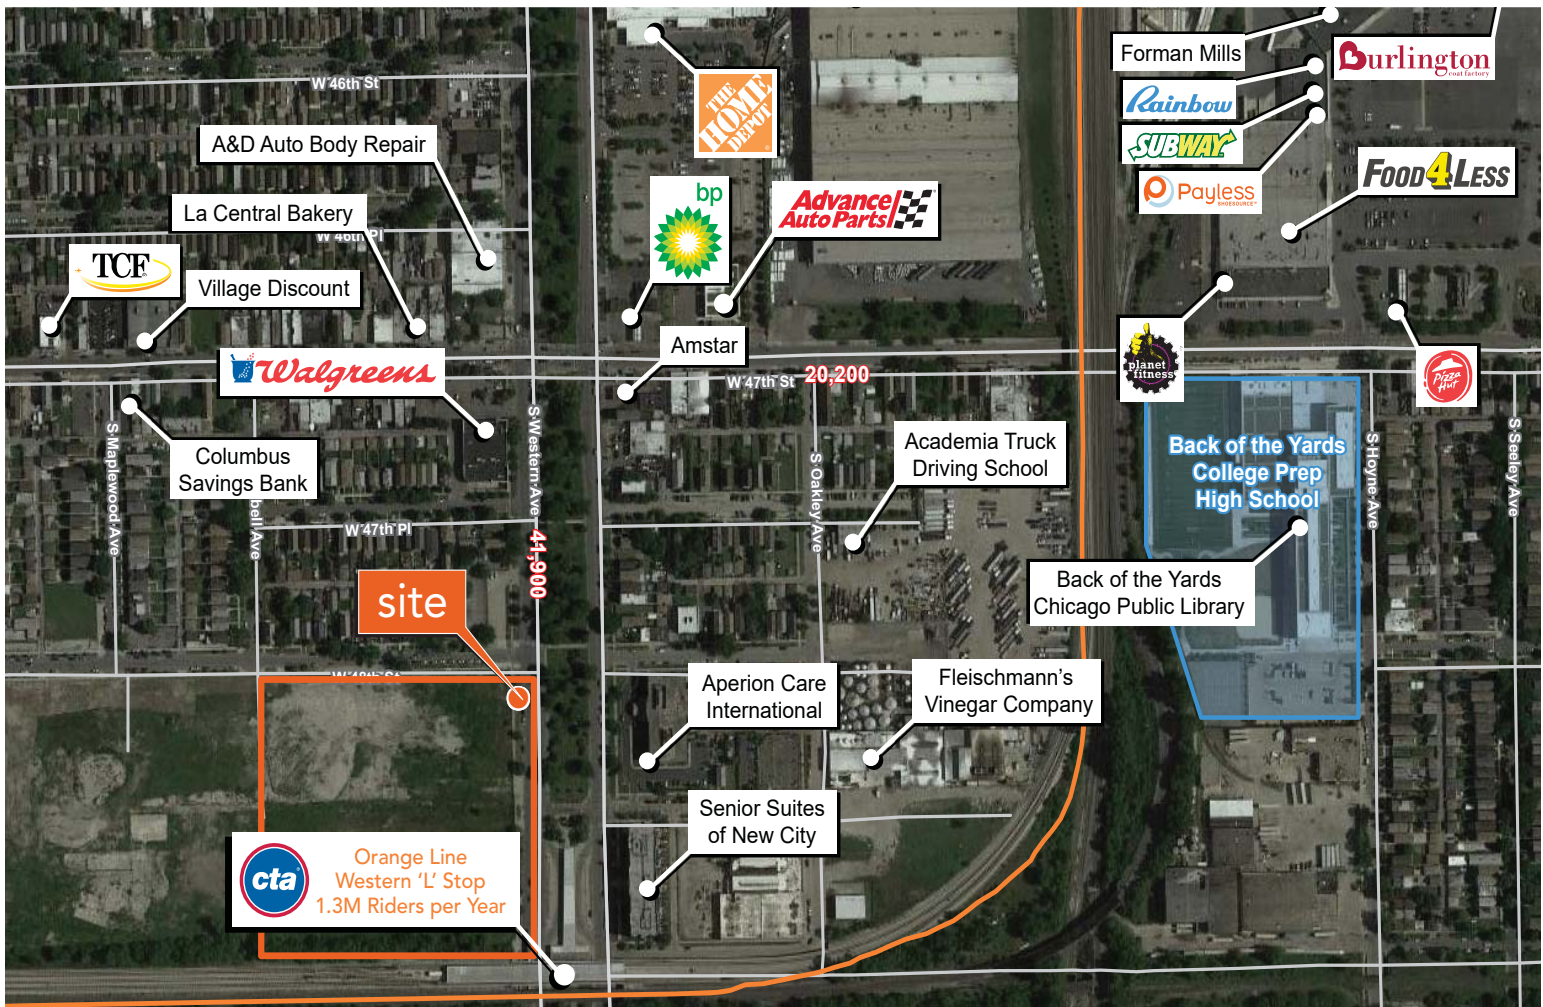 W 46th St
THE
HOME
DEPOT
Forman Mills
Burlington
coat factory
Rainbow
SUBWAY
Payless
SHOESOURCE
FOOD 4 LESS
A&D Auto Body Repair
La Central Bakery
W 46th Pl
TCF
Village Discount
bp
Advance
Auto Parts
Amstar
Walgreens
W 47th St 20,200
planet
fitness
Pizza
Hut
S Maplewood Ave
Columbus
Savings Bank
bell Ave
S Western Ave 41,900
W 47th Pl
S Oakley Ave
Academia Truck
Driving School
Back of the Yards
College Prep
High School
S Hoyne Ave
S Seeley Ave
Back of the Yards
Chicago Public Library
site
W 48th St
Aperion Care
International
Fleischmann's
Vinegar Company
Senior Suites
of New City
cta
Orange Line
Western 'L' Stop
1.3M Riders per Year